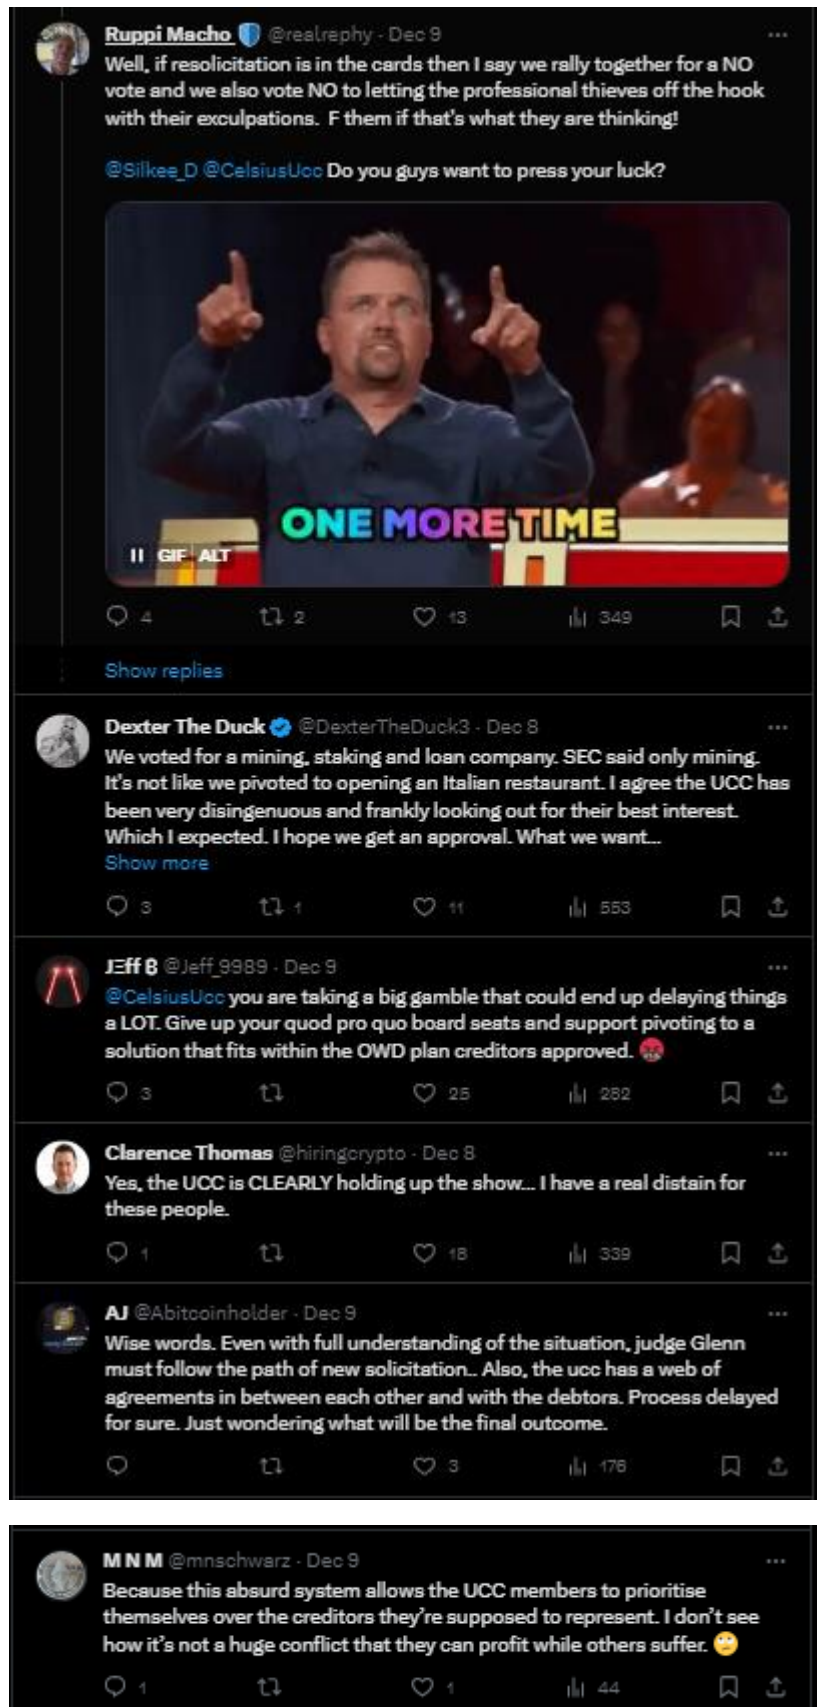 Ruppi Macho 🛡️ @realrephy · Dec 9
Well, if resolicitation is in the cards then I say we rally together for a NO
vote and we also vote NO to letting the professional thieves off the hook
with their exculpations. F them if that's what they are thinking!
@Silkee_D @CelsiusUcc Do you guys want to press your luck?
ONE MORE TIME
GIF ALT
4 2 13 349
Show replies
Dexter The Duck @DexterTheDuck3 · Dec 8
We voted for a mining, staking and loan company. SEC said only mining.
It's not like we pivoted to opening an Italian restaurant. I agree the UCC has
been very disingenuous and frankly looking out for their best interest.
Which I expected. I hope we get an approval. What we want...
Show more
3 1 11 553
JΞff ₿ @Jeff_9989 · Dec 9
@CelsiusUcc you are taking a big gamble that could end up delaying things
a LOT. Give up your quod pro quo board seats and support pivoting to a
solution that fits within the OWD plan creditors approved. 🤬
3 25 282
Clarence Thomas @hiringcrypto · Dec 8
Yes, the UCC is CLEARLY holding up the show... I have a real distain for
these people.
1 18 339
AJ @Abitcoinholder · Dec 9
Wise words. Even with full understanding of the situation, judge Glenn
must follow the path of new solicitation.. Also, the ucc has a web of
agreements in between each other and with the debtors. Process delayed
for sure. Just wondering what will be the final outcome.
3 176
M N M @mnschwarz · Dec 9
Because this absurd system allows the UCC members to prioritise
themselves over the creditors they're supposed to represent. I don't see
how it's not a huge conflict that they can profit while others suffer. 🙄
1 1 44